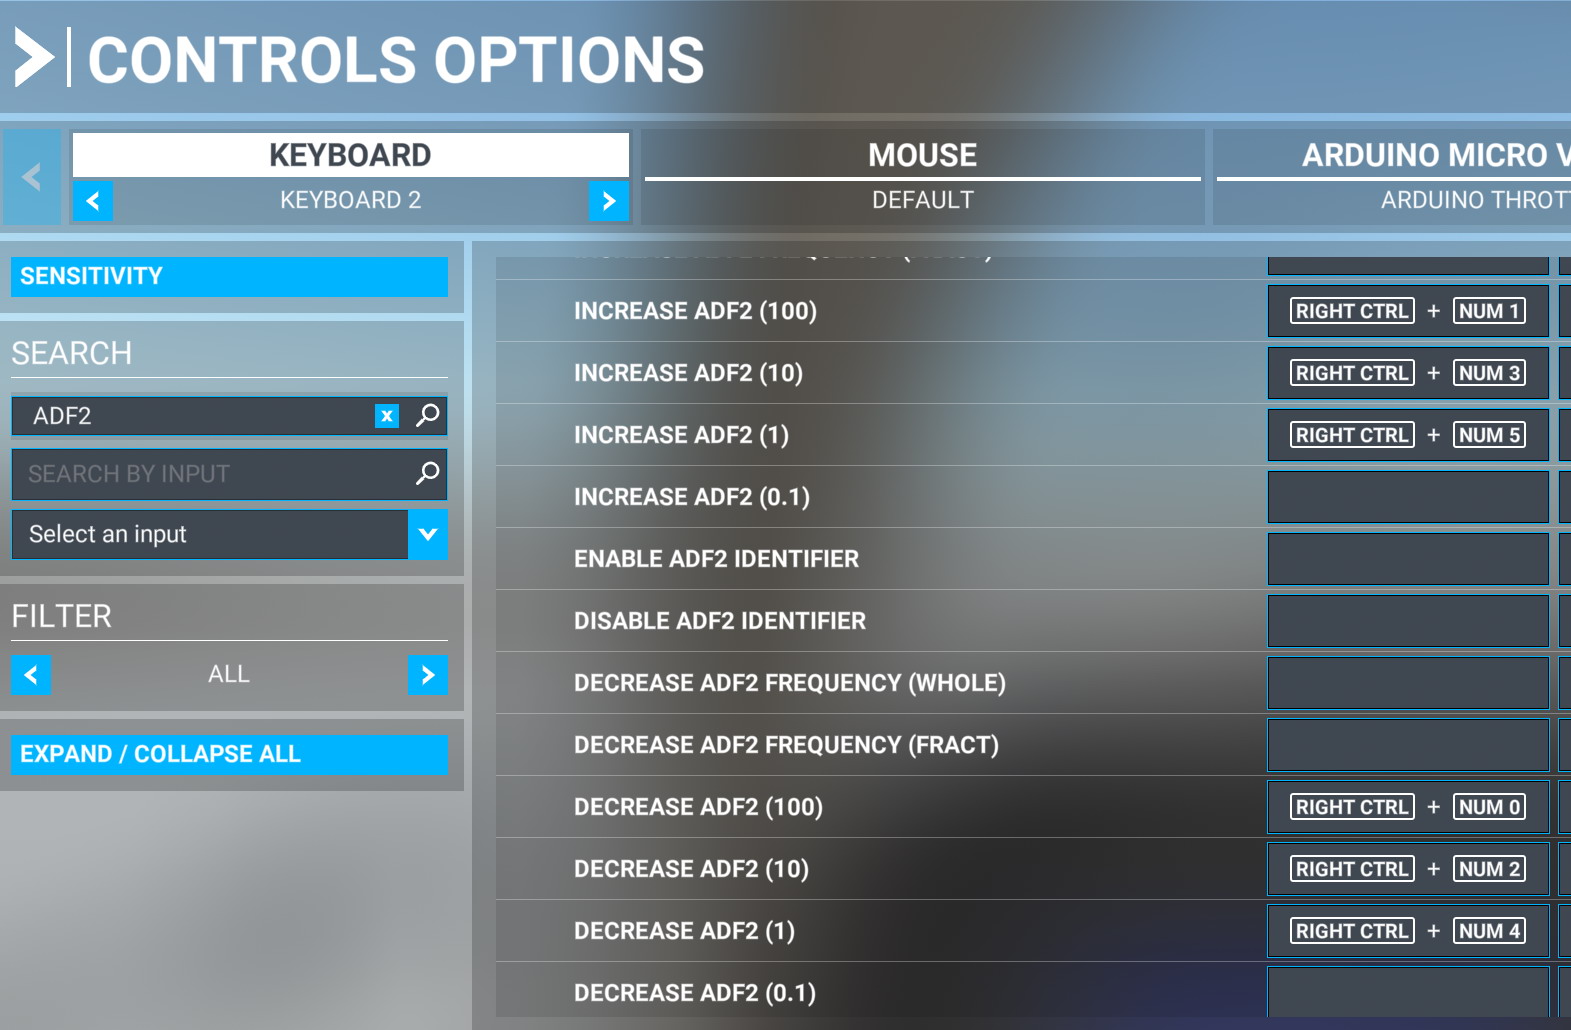 CONTROLS OPTIONS
KEYBOARD
KEYBOARD 2
MOUSE
DEFAULT
ARDUINO MICRO
ARDUINO
SENSITIVITY
SEARCH
ADF2
SEARCH BY INPUT
Select an input
FILTER
ALL
EXPAND / COLLAPSE ALL
INCREASE ADF2 (100) RIGHT CTRL + NUM 1
INCREASE ADF2 (10) RIGHT CTRL + NUM 3
INCREASE ADF2 (1) RIGHT CTRL + NUM 5
INCREASE ADF2 (0.1)
ENABLE ADF2 IDENTIFIER
DISABLE ADF2 IDENTIFIER
DECREASE ADF2 FREQUENCY (WHOLE)
DECREASE ADF2 FREQUENCY (FRACT)
DECREASE ADF2 (100) RIGHT CTRL + NUM 0
DECREASE ADF2 (10) RIGHT CTRL + NUM 2
DECREASE ADF2 (1) RIGHT CTRL + NUM 4
DECREASE ADF2 (0.1)